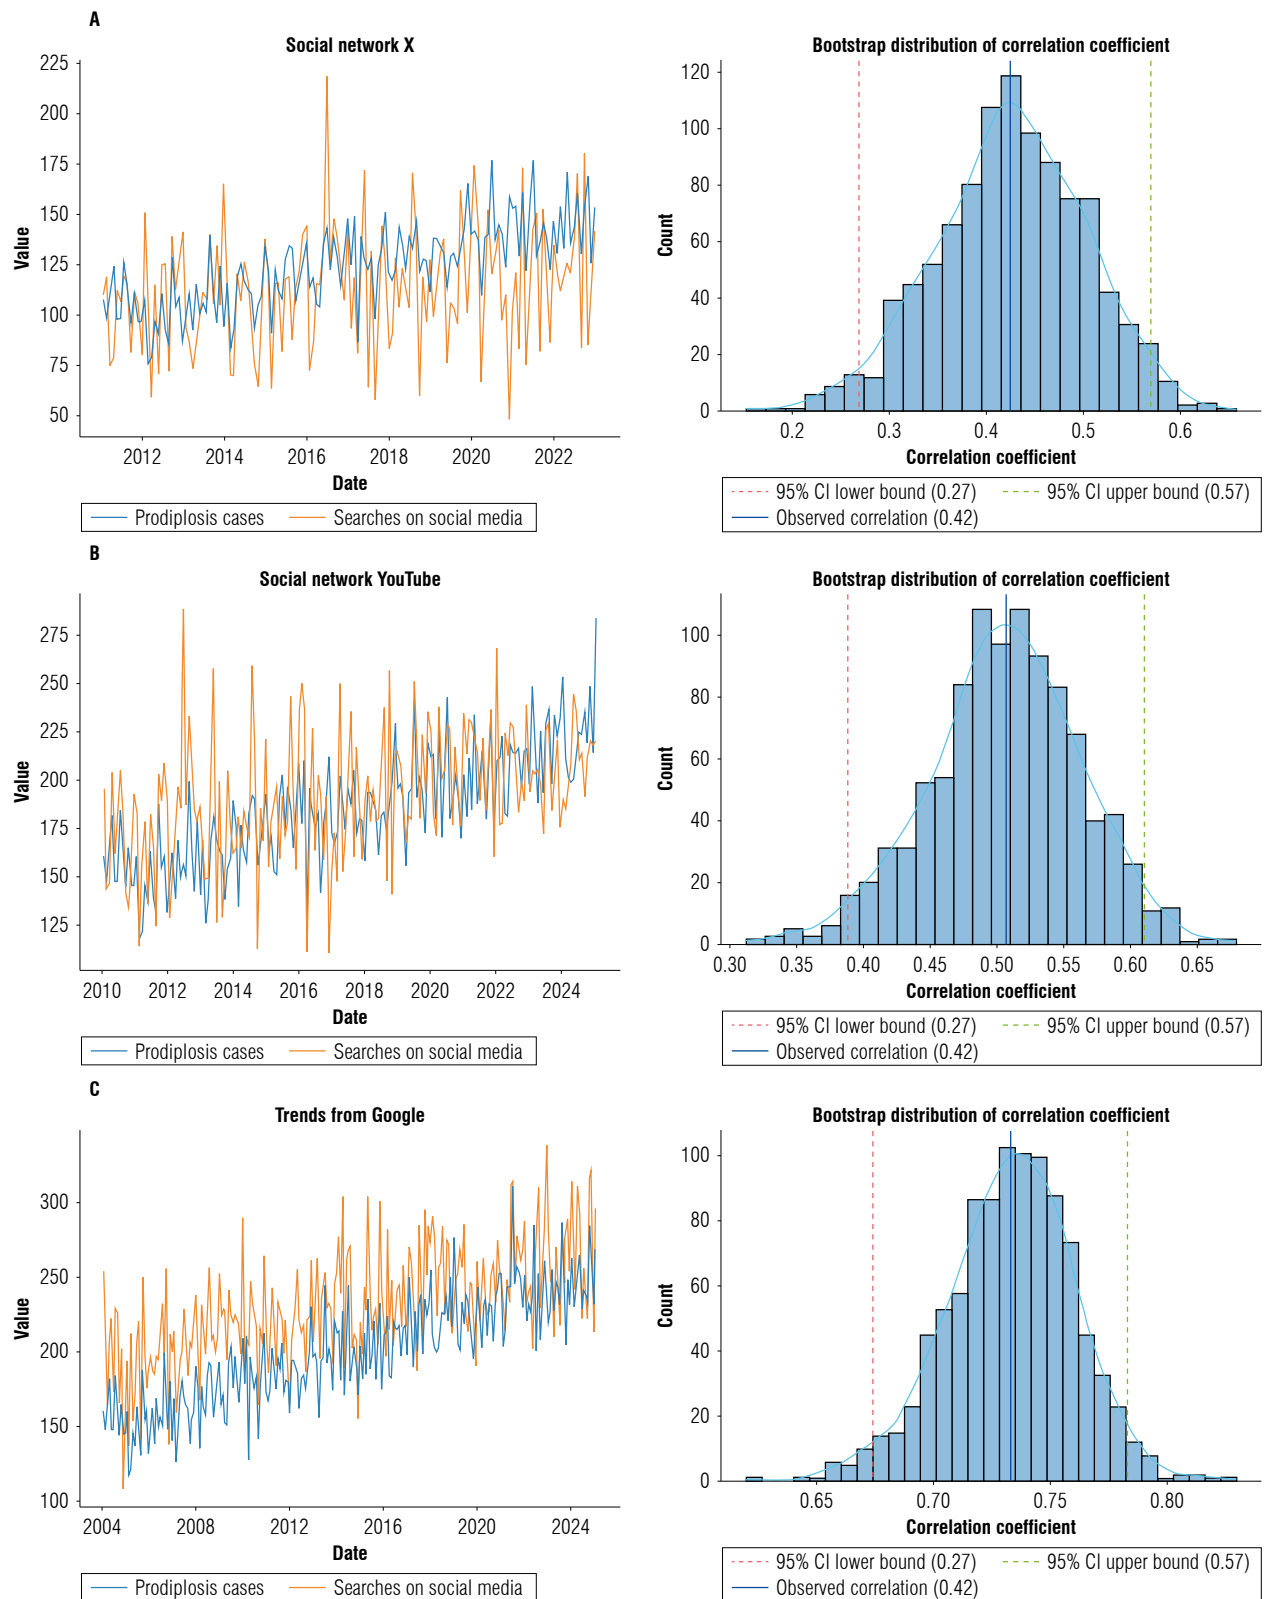 A
Social network X
Value
225
200
175
150
125
100
75
50
2012 2014 2016 2018 2020 2022
Date
Prodiplosis cases Searches on social media
Bootstrap distribution of correlation coefficient
Count
120
100
80
60
40
20
0
0.2 0.3 0.4 0.5 0.6
Correlation coefficient
95% CI lower bound (0.27) 95% CI upper bound (0.57)
Observed correlation (0.42)
B
Social network YouTube
Value
275
250
225
200
175
150
125
2010 2012 2014 2016 2018 2020 2022 2024
Date
Prodiplosis cases Searches on social media
Bootstrap distribution of correlation coefficient
Count
100
80
60
40
20
0
0.30 0.35 0.40 0.45 0.50 0.55 0.60 0.65
Correlation coefficient
95% CI lower bound (0.27) 95% CI upper bound (0.57)
Observed correlation (0.42)
C
Trends from Google
Value
300
250
200
150
100
2004 2008 2012 2016 2020 2024
Date
Prodiplosis cases Searches on social media
Bootstrap distribution of correlation coefficient
Count
100
80
60
40
20
0
0.65 0.70 0.75 0.80
Correlation coefficient
95% CI lower bound (0.27) 95% CI upper bound (0.57)
Observed correlation (0.42)